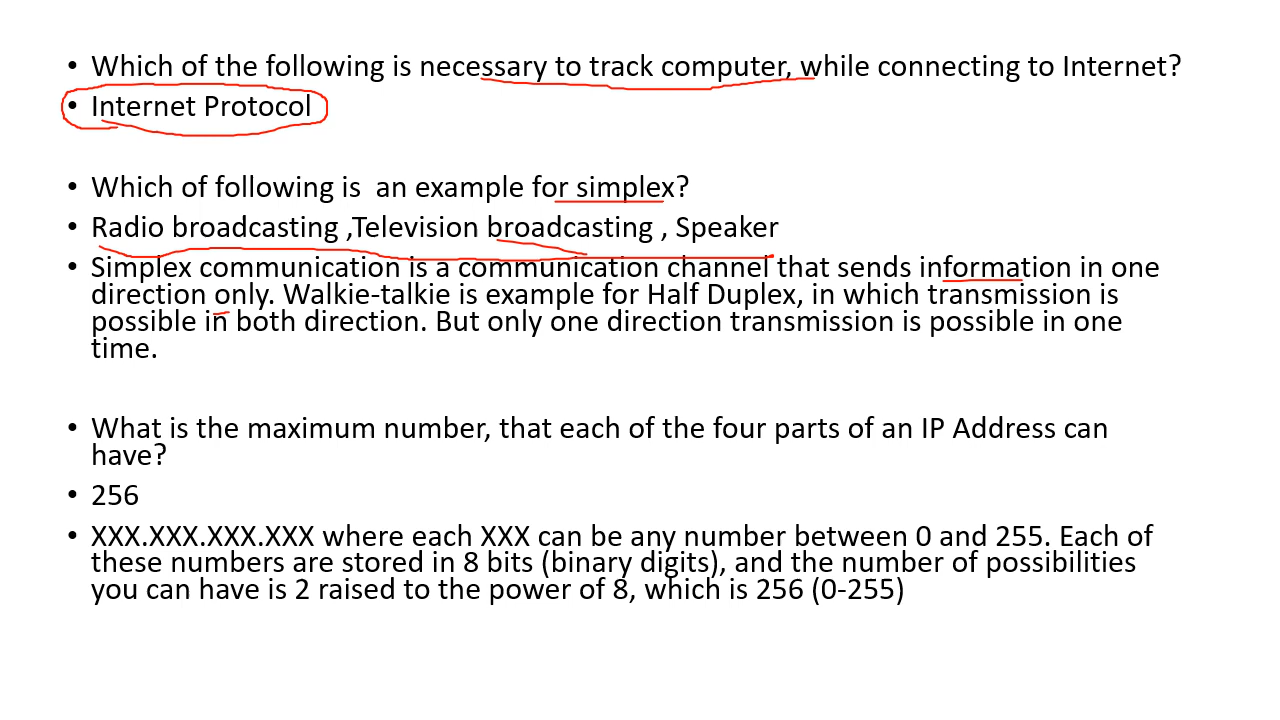 • Which of the following is necessary to track computer, while connecting to Internet?
• Internet Protocol
• Which of following is  an example for simplex?
• Radio broadcasting ,Television broadcasting , Speaker
• Simplex communication is a communication channel that sends information in one
direction only. Walkie-talkie is example for Half Duplex, in which transmission is
possible in both direction. But only one direction transmission is possible in one
time.
• What is the maximum number, that each of the four parts of an IP Address can
have?
• 256
• XXX.XXX.XXX.XXX where each XXX can be any number between 0 and 255. Each of
these numbers are stored in 8 bits (binary digits), and the number of possibilities
you can have is 2 raised to the power of 8, which is 256 (0-255)